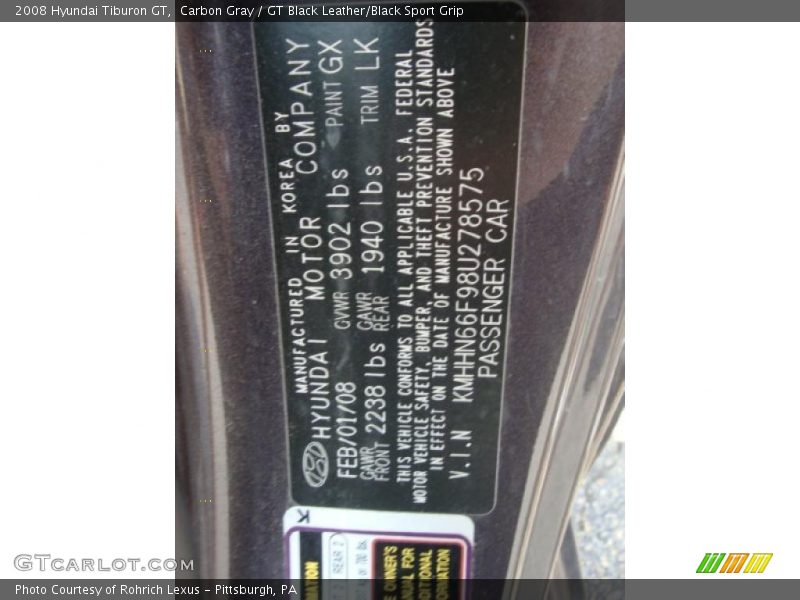 2008 Hyundai Tiburon GT, Carbon Gray / GT Black Leather/Black Sport Grip
MANUFACTURED IN KOREA BY
HYUNDAI MOTOR COMPANY
FEB/01/08 GVWR 3902 lbs PAINT GX
GAWR FRONT 2238 lbs GAWR REAR 1940 lbs TRIM LK
THIS VEHICLE CONFORMS TO ALL APPLICABLE U.S.A. FEDERAL
MOTOR VEHICLE SAFETY, BUMPER, AND THEFT PREVENTION STANDARDS
IN EFFECT ON THE DATE OF MANUFACTURE SHOWN ABOVE
V.I.N KMHHN66F98U278575
PASSENGER CAR
REAR 2
GTCarlot.com
Photo Courtesy of Rohrich Lexus - Pittsburgh, PA